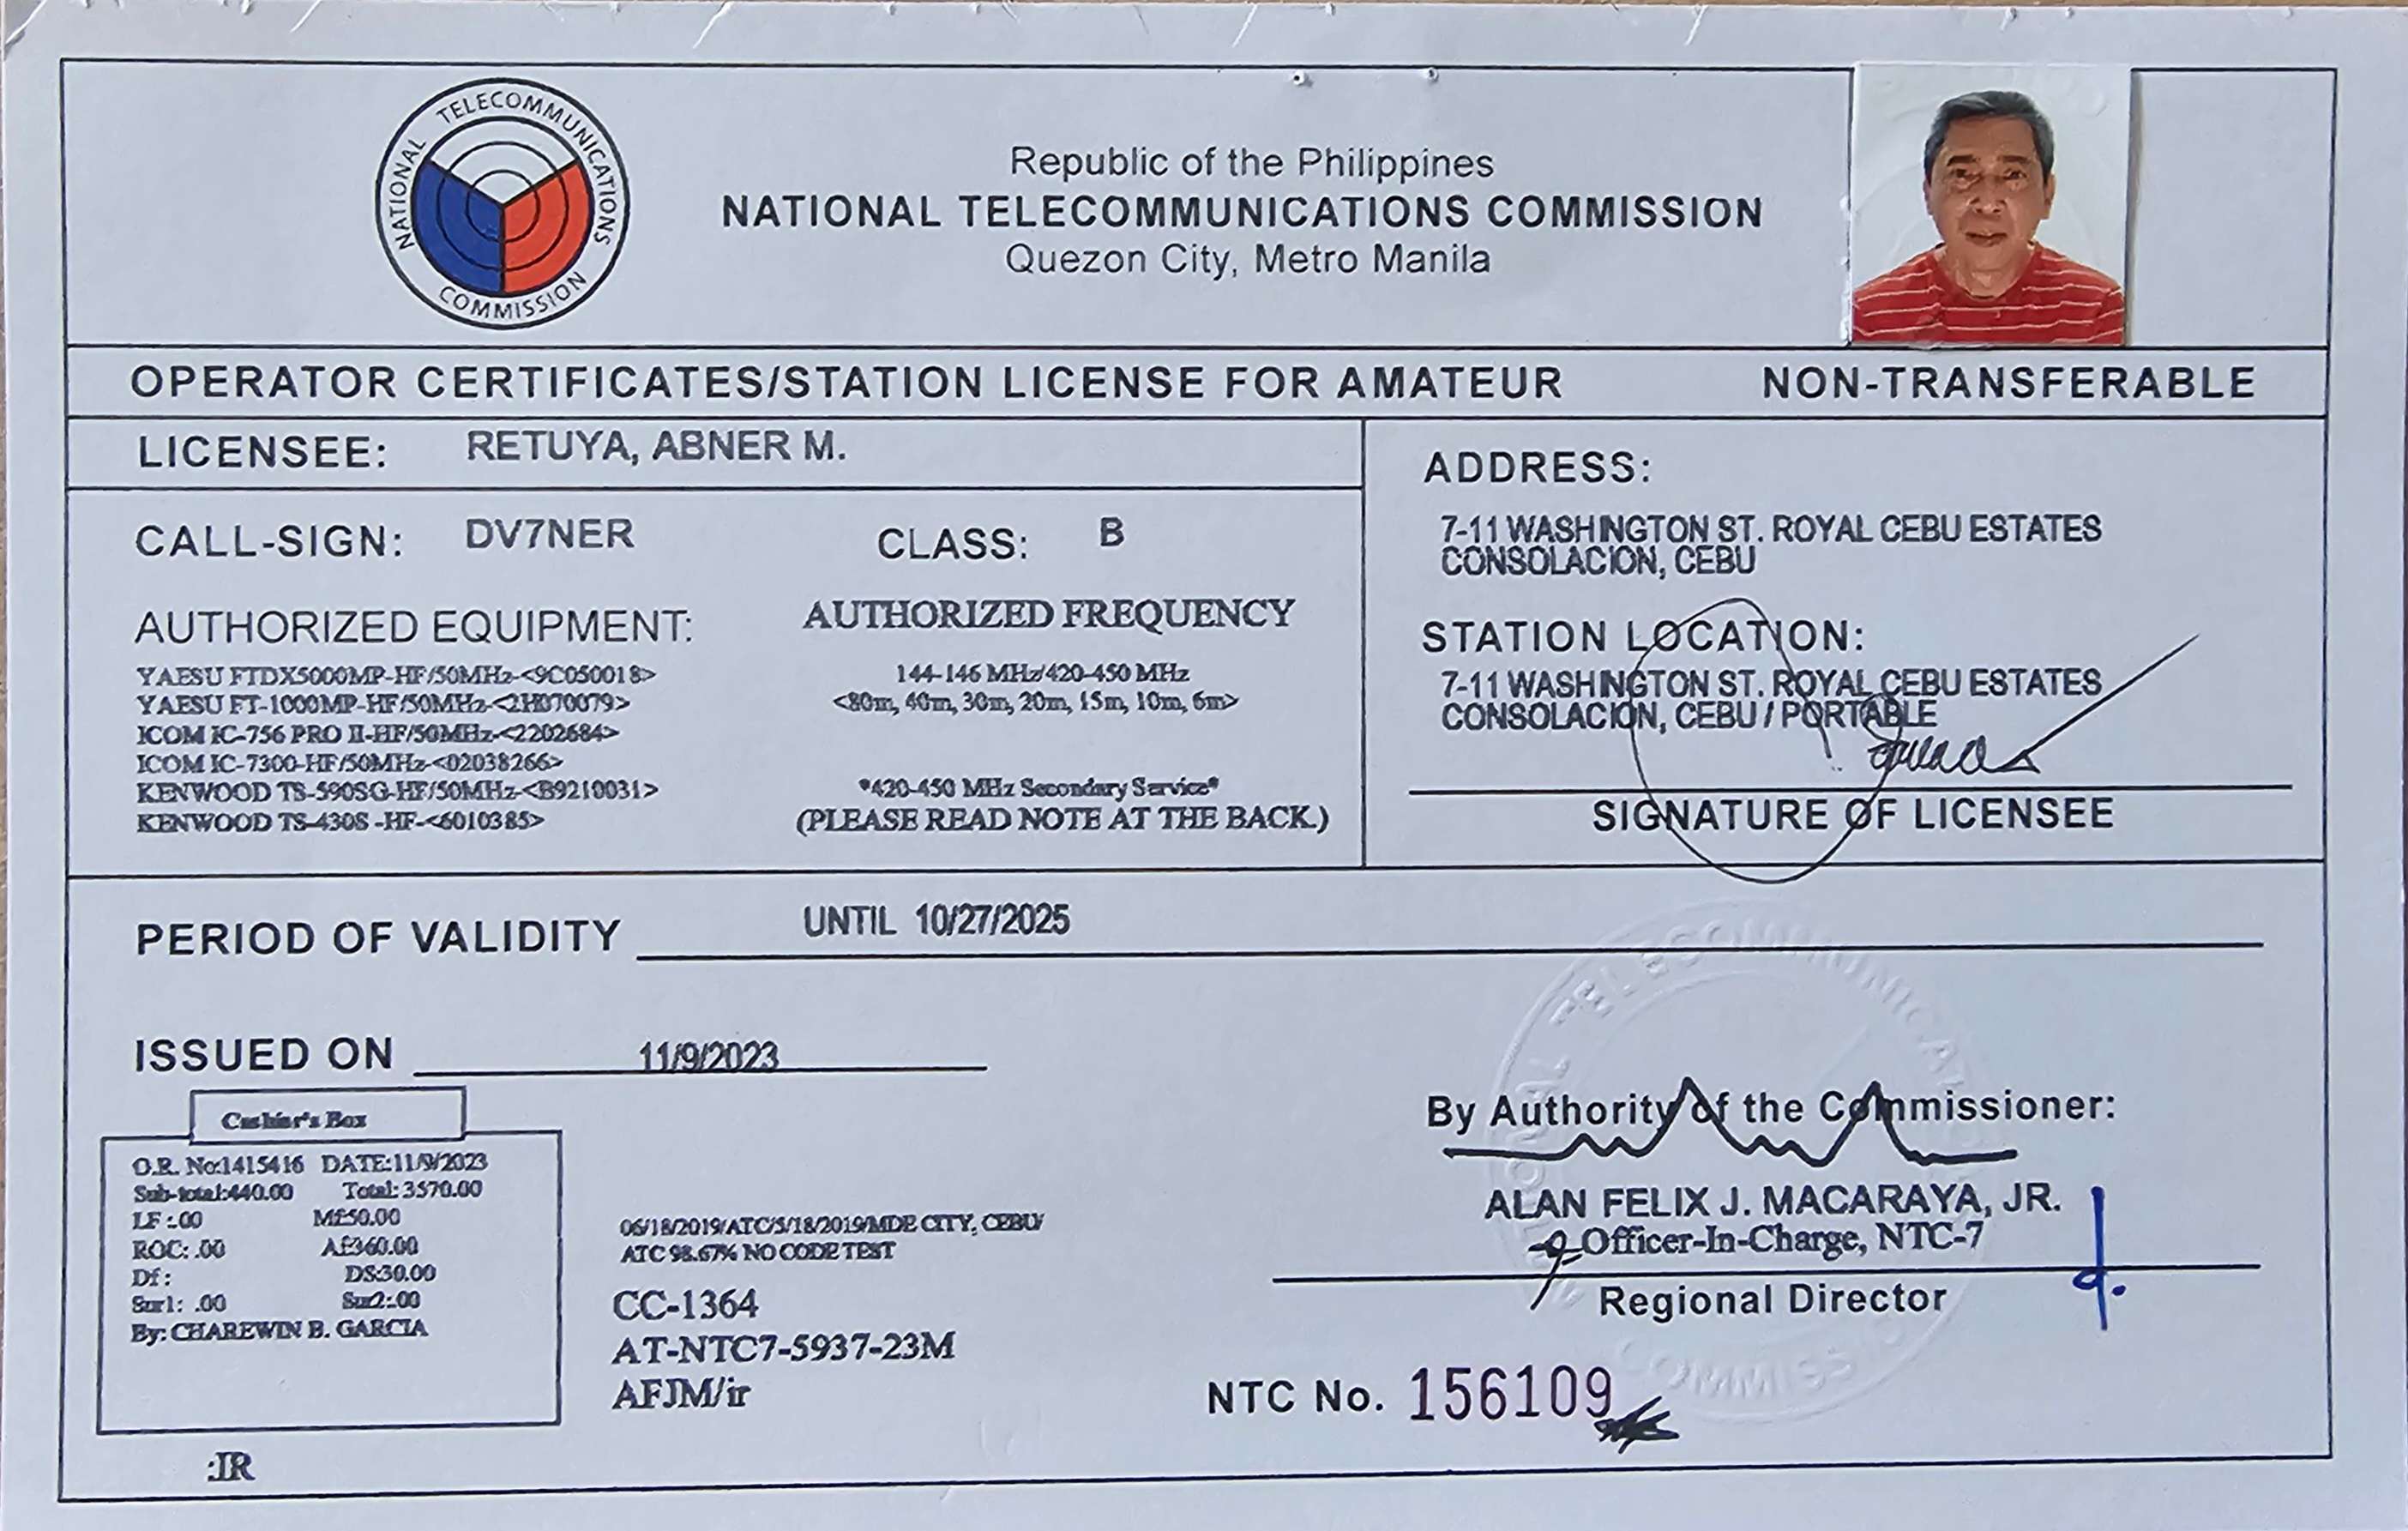 NATIONAL TELECOMMUNICATIONS COMMISSION
Republic of the Philippines
NATIONAL TELECOMMUNICATIONS COMMISSION
Quezon City, Metro Manila
OPERATOR CERTIFICATES/STATION LICENSE FOR AMATEUR NON-TRANSFERABLE
LICENSEE: RETUYA, ABNER M.
CALL-SIGN: DV7NER CLASS: B
AUTHORIZED EQUIPMENT:
YAESU FTDX5000MP-HF/50MHz-<9C050018>
YAESU FT-1000MP-HF/50MHz-<2H070079>
ICOM IC-756 PRO II-HF/50MHz-<2202684>
ICOM IC-7300-HF/50MHz-<02038266>
KENWOOD TS-590SG-HF/50MHz-<B9210031>
KENWOOD TS-430S -HF-<6010385>
AUTHORIZED FREQUENCY
144-146 MHz/420-450 MHz
<80m, 40m, 30m, 20m, 15m, 10m, 6m>
*420-450 MHz Secondary Service*
(PLEASE READ NOTE AT THE BACK.)
ADDRESS:
7-11 WASHINGTON ST. ROYAL CEBU ESTATES
CONSOLACION, CEBU
STATION LOCATION:
7-11 WASHINGTON ST. ROYAL CEBU ESTATES
CONSOLACION, CEBU / PORTABLE
SIGNATURE OF LICENSEE
PERIOD OF VALIDITY UNTIL 10/27/2025
ISSUED ON 11/9/2023
Cashier's Box
O.R. No:1415416 DATE:11/9/2023
Sub-total:440.00 Total: 3570.00
LF :.00 Mf:50.00
ROC: .00 Af:360.00
Df : DS:30.00
Sur1: .00 Sur2:.00
By: CHAREWIN B. GARCIA
:JR
06/18/2019/ATC/5/18/2019/MDE CITY, CEBU
ATC 98.67% NO CODE TEST
CC-1364
AT-NTC7-5937-23M
AFJM/ir
By Authority of the Commissioner:
ALAN FELIX J. MACARAYA, JR.
Officer-In-Charge, NTC-7
Regional Director
NTC No. 156109
TELECOMMUNICATIONS
COMMISSION